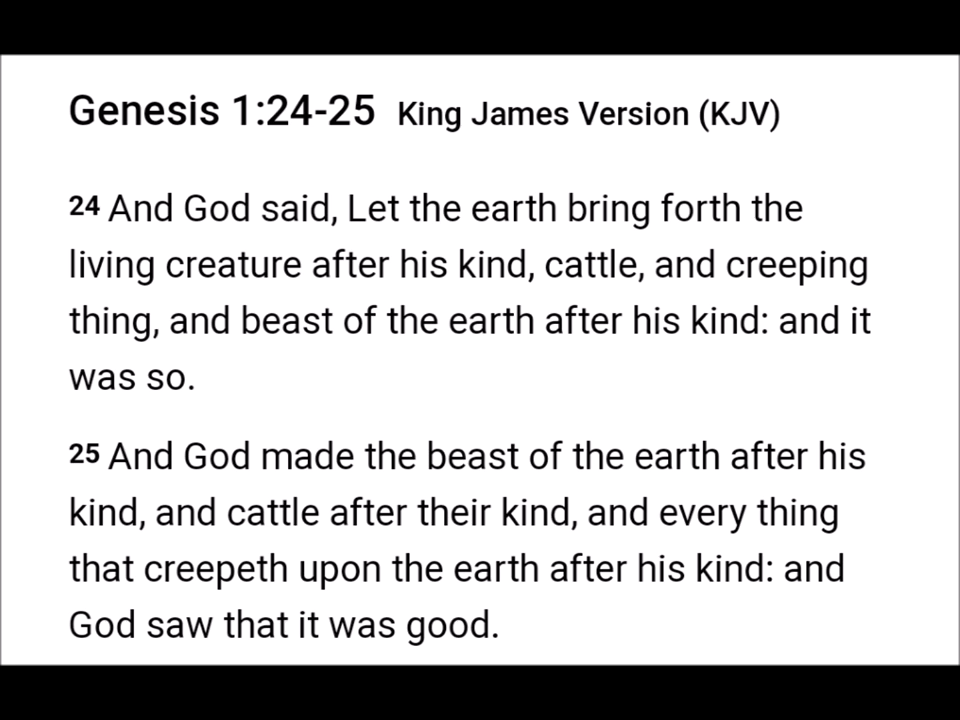 Genesis 1:24-25 King James Version (KJV)
24 And God said, Let the earth bring forth the
living creature after his kind, cattle, and creeping
thing, and beast of the earth after his kind: and it
was so.
25 And God made the beast of the earth after his
kind, and cattle after their kind, and every thing
that creepeth upon the earth after his kind: and
God saw that it was good.